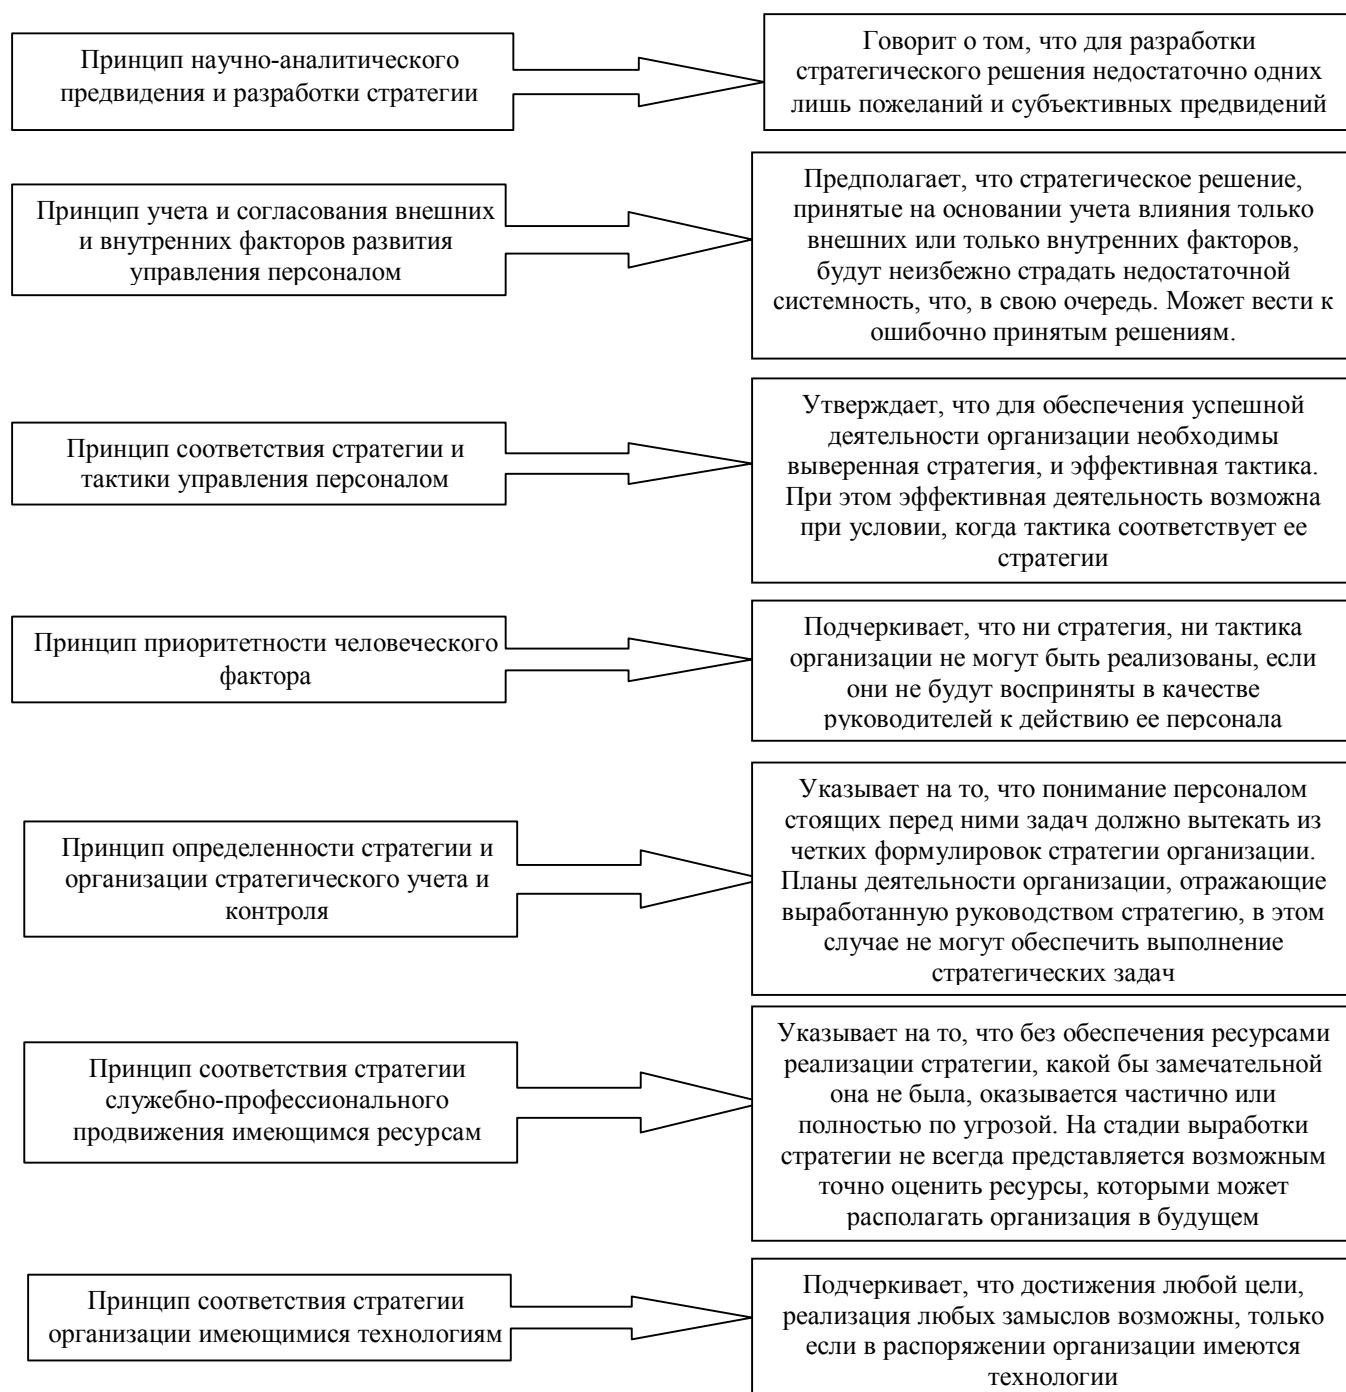 Принцип научно-аналитического
предвидения и разработки стратегии
Говорит о том, что для разработки
стратегического решения недостаточно одних
лишь пожеланий и субъективных предвидений
Принцип учета и согласования внешних
и внутренних факторов развития
управления персоналом
Предполагает, что стратегическое решение,
принятые на основании учета влияния только
внешних или только внутренних факторов,
будут неизбежно страдать недостаточной
системность, что, в свою очередь. Может вести к
ошибочно принятым решениям.
Принцип соответствия стратегии и
тактики управления персоналом
Утверждает, что для обеспечения успешной
деятельности организации необходимы
выверенная стратегия, и эффективная тактика.
При этом эффективная деятельность возможна
при условии, когда тактика соответствует ее
стратегии
Принцип приоритетности человеческого
фактора
Подчеркивает, что ни стратегия, ни тактика
организации не могут быть реализованы, если
они не будут восприняты в качестве
руководителей к действию ее персонала
Принцип определенности стратегии и
организации стратегического учета и
контроля
Указывает на то, что понимание персоналом
стоящих перед ними задач должно вытекать из
четких формулировок стратегии организации.
Планы деятельности организации, отражающие
выработанную руководством стратегию, в этом
случае не могут обеспечить выполнение
стратегических задач
Принцип соответствия стратегии
служебно-профессионального
продвижения имеющимся ресурсам
Указывает на то, что без обеспечения ресурсами
реализации стратегии, какой бы замечательной
она не была, оказывается частично или
полностью по угрозой. На стадии выработки
стратегии не всегда представляется возможным
точно оценить ресурсы, которыми может
располагать организация в будущем
Принцип соответствия стратегии
организации имеющимися технологиям
Подчеркивает, что достижения любой цели,
реализация любых замыслов возможны, только
если в распоряжении организации имеются
технологии